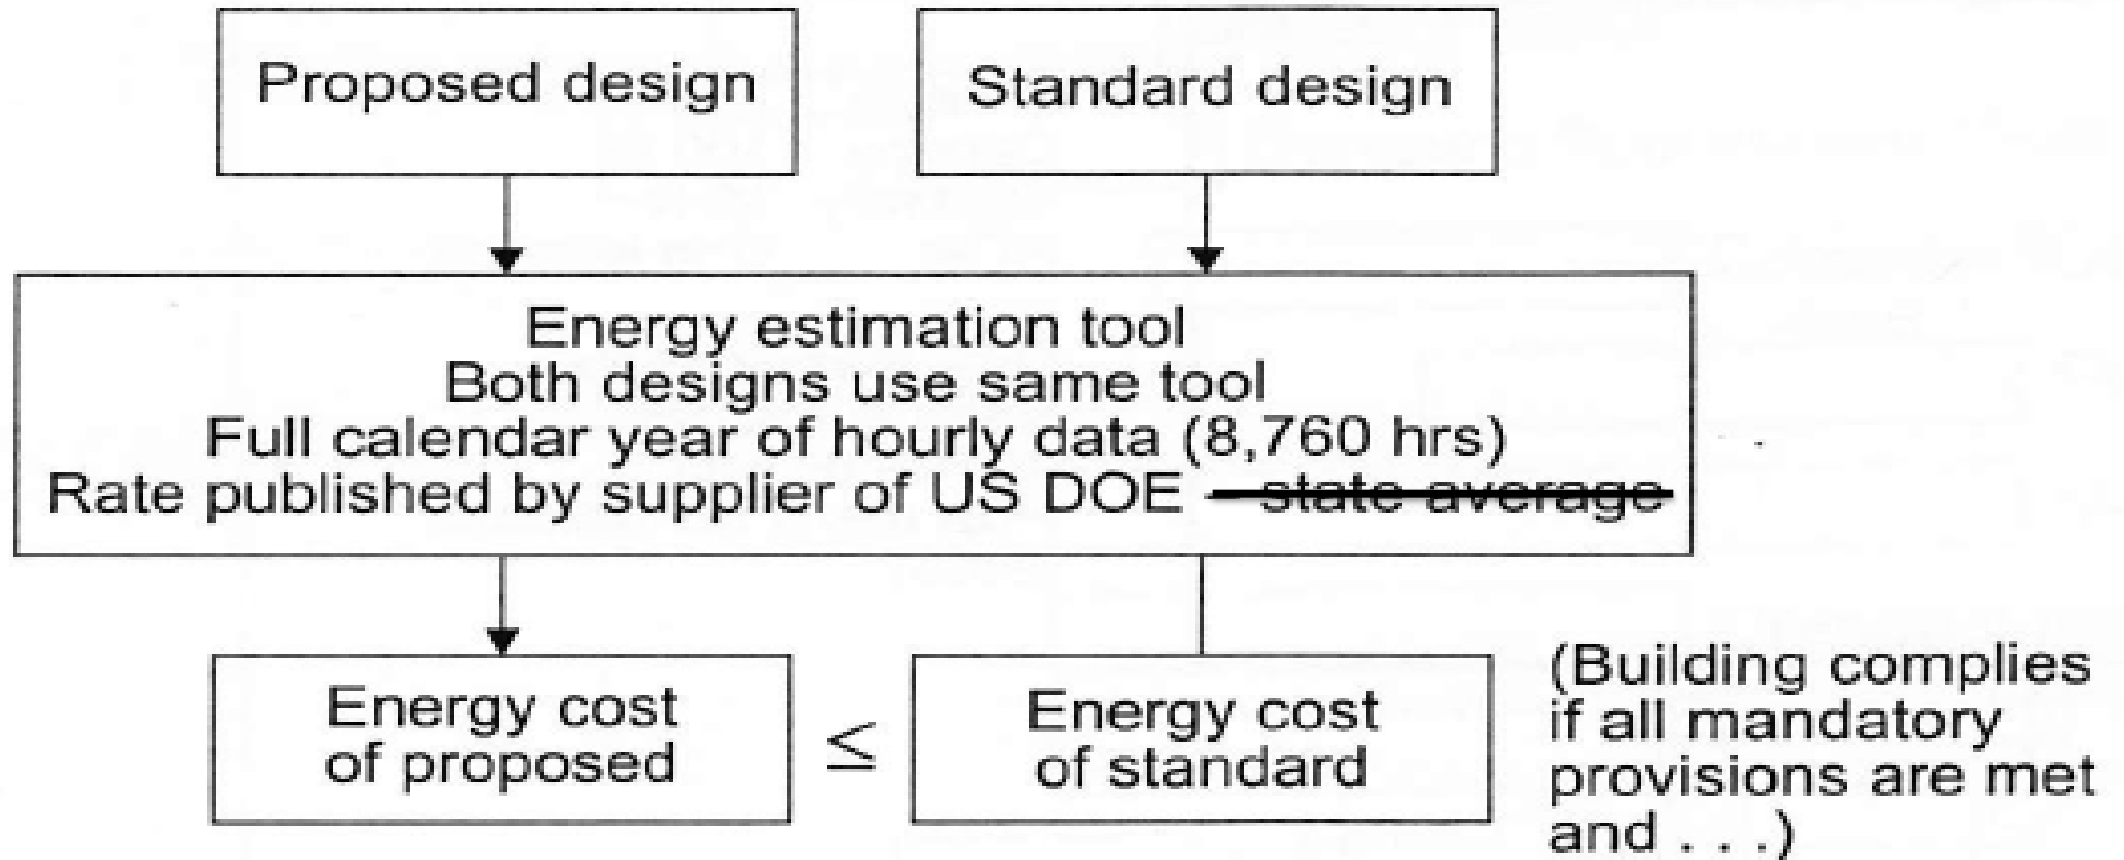 Proposed design
Standard design
Energy estimation tool
Both designs use same tool
Full calendar year of hourly data (8,760 hrs)
Rate published by supplier of US DOE — state average
Energy cost
of proposed
≤
Energy cost
of standard
(Building complies
if all mandatory
provisions are met
and . . .)